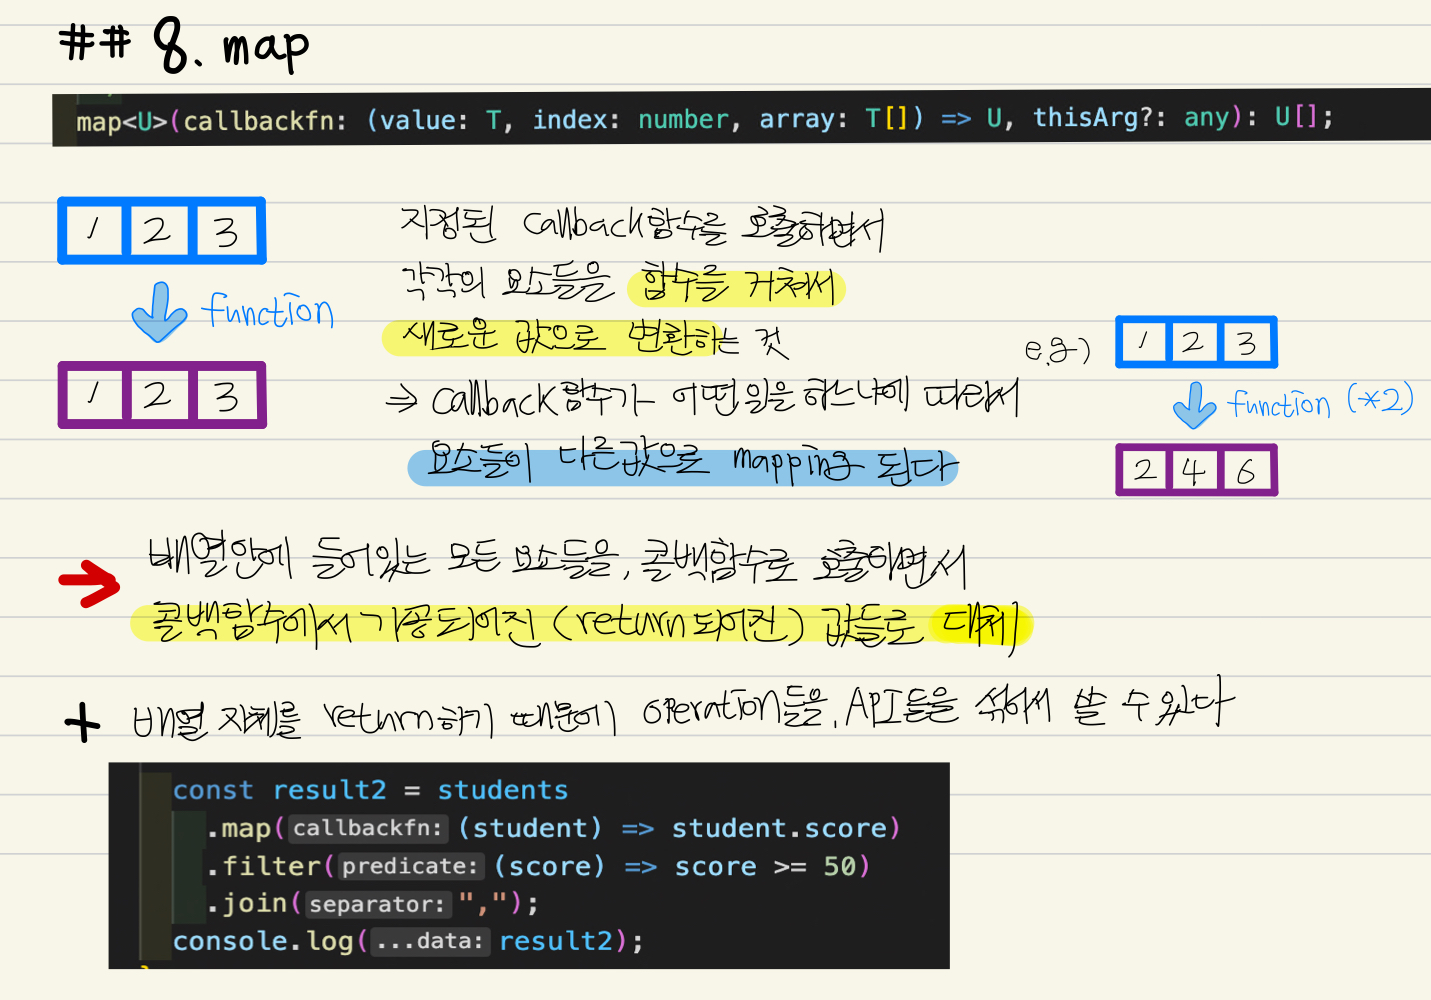 ## 8. map
map<U>(callbackfn: (value: T, index: number, array: T[]) => U, thisArg?: any): U[];
1 2 3
function
1 2 3
지정된 callback함수를 호출하면서
각각의 요소들을 함수를 거쳐서
새로운 값으로 변환하는 것
⇒ callback함수가 어떤일을 하느냐에 따라서
요소들이 다른값으로 mapping 된다
e.g)
1 2 3
function (*2)
2 4 6
→ 배열안에 들어있는 모든 요소들을, 콜백함수로 호출하면서
콜백함수에서 가공되어진 (return되어진) 값들로 대체
+ 배열 자체를 return하기 때문에 operation들을, API들을 섞어서 쓸 수 있다
const result2 = students
.map( callbackfn: (student) => student.score)
.filter( predicate: (score) => score >= 50)
.join( separator: ",");
console.log( ...data: result2);